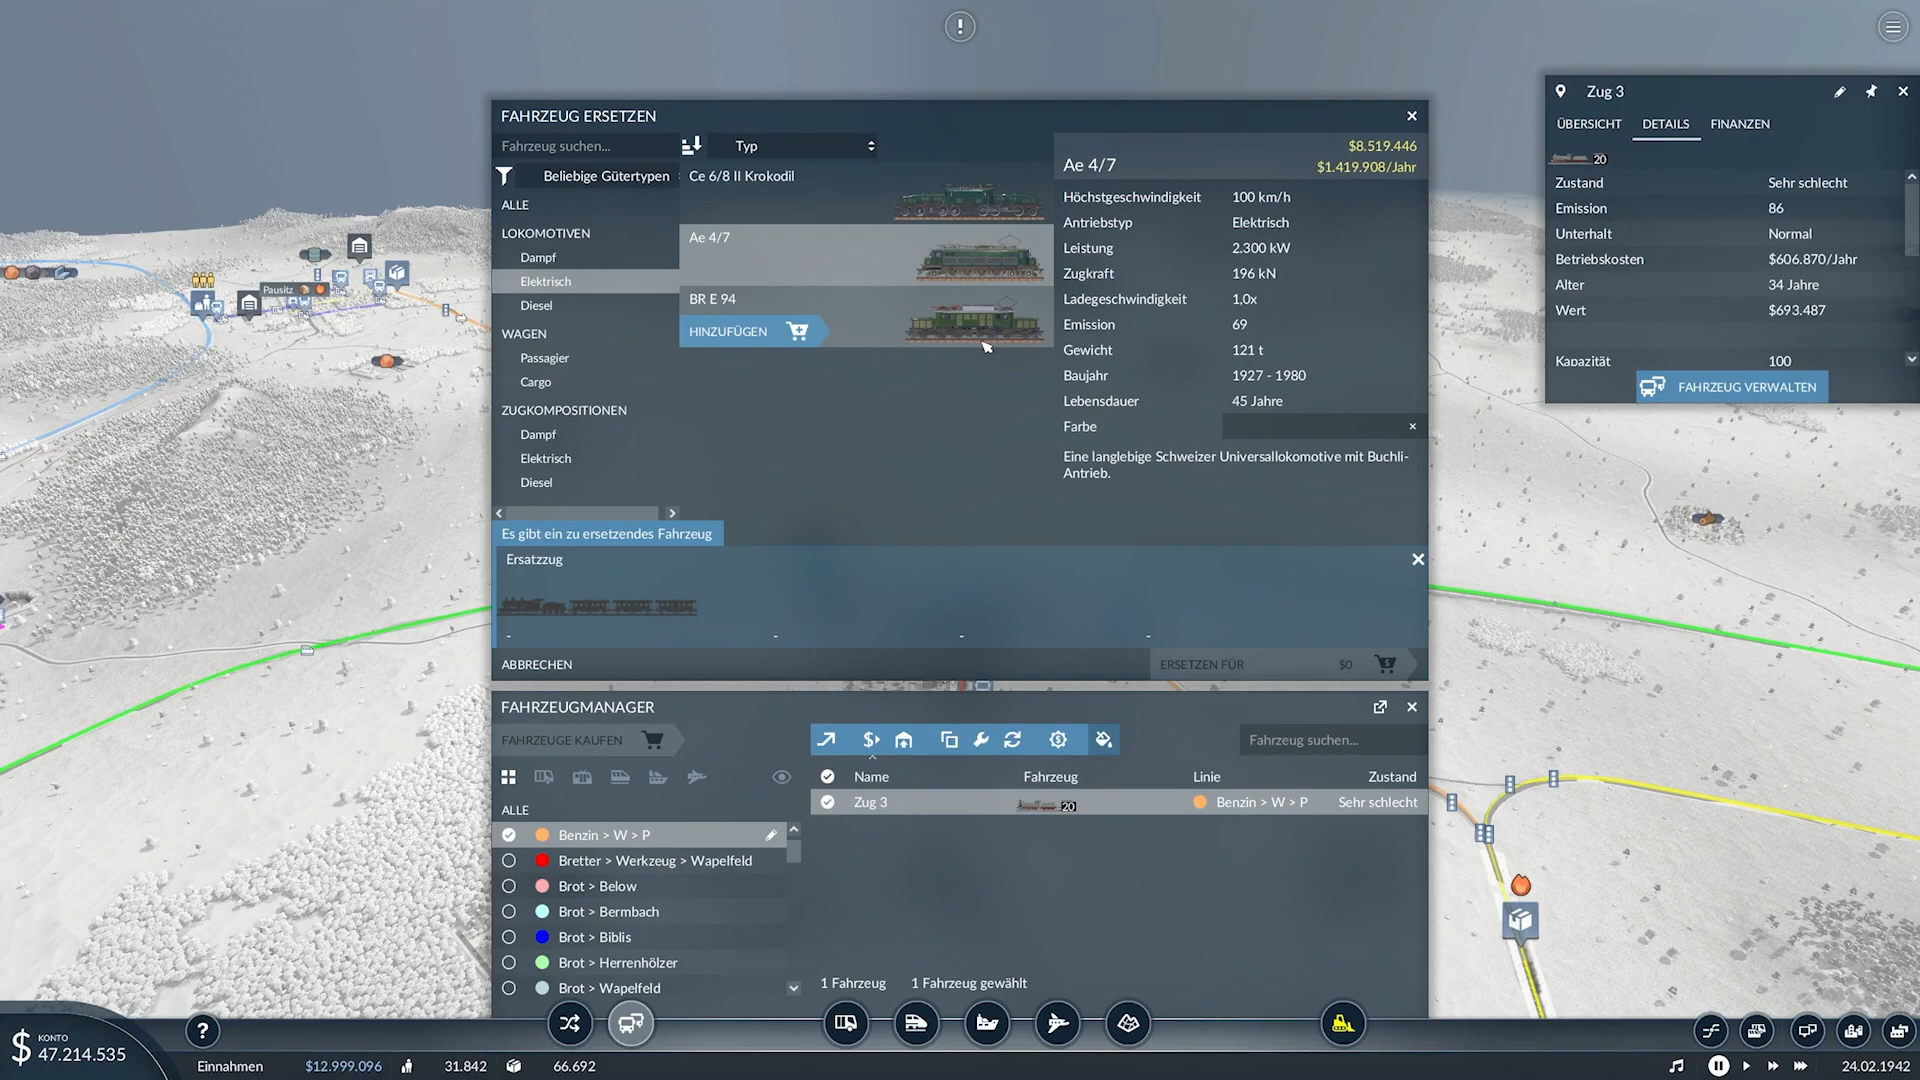 !
FAHRZEUG ERSETZEN
Fahrzeug suchen...
Typ
Beliebige Gütertypen
ALLE
LOKOMOTIVEN
Dampf
Elektrisch
Diesel
WAGEN
Passagier
Cargo
ZUGKOMPOSITIONEN
Dampf
Elektrisch
Diesel
Ce 6/8 II Krokodil
Ae 4/7
BR E 94
HINZUFÜGEN
Ae 4/7
$8.519.446
$1.419.908/Jahr
Höchstgeschwindigkeit 100 km/h
Antriebstyp Elektrisch
Leistung 2.300 kW
Zugkraft 196 kN
Ladegeschwindigkeit 1,0x
Emission 69
Gewicht 121 t
Baujahr 1927 - 1980
Lebensdauer 45 Jahre
Farbe
Eine langlebige Schweizer Universallokomotive mit Buchli-
Antrieb.
Es gibt ein zu ersetzendes Fahrzeug
Ersatzzug
- - - -
ABBRECHEN
ERSETZEN FÜR $0
Zug 3
ÜBERSICHT DETAILS FINANZEN
20
Zustand Sehr schlecht
Emission 86
Unterhalt Normal
Betriebskosten $606.870/Jahr
Alter 34 Jahre
Wert $693.487
Kapazität 100
FAHRZEUG VERWALTEN
Pausitz
FAHRZEUGMANAGER
FAHRZEUGE KAUFEN
Fahrzeug suchen...
ALLE
Benzin > W > P
Bretter > Werkzeug > Wapelfeld
Brot > Below
Brot > Bermbach
Brot > Biblis
Brot > Herrenhölzer
Brot > Wapelfeld
Name Fahrzeug Linie Zustand
Zug 3 20 Benzin > W > P Sehr schlecht
1 Fahrzeug 1 Fahrzeug gewählt
$ KONTO
47.214.535
?
Einnahmen $12.999.096 31.842 66.692
24.02.1942